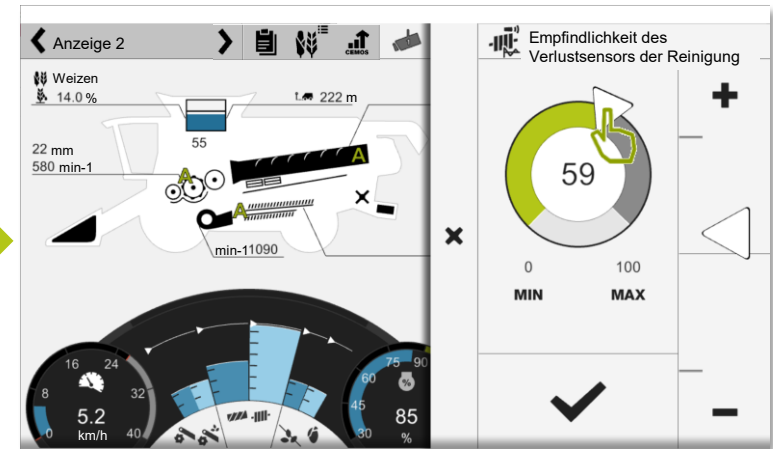 Anzeige 2
CEMOS
Empfindlichkeit des
Verlustsensors der Reinigung
Weizen
14.0 %
222 m
55
22 mm
580 min-1
A
A
A
min-11090
59
0
100
MIN
MAX
16
24
8
32
0
40
5.2
km/h
75
90
60
45
30
%
85
%